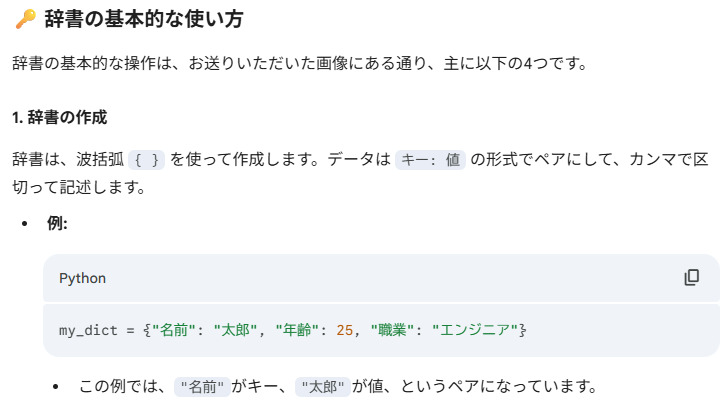 🔑 辞書の基本的な使い方
辞書の基本的な操作は、お送りいただいた画像にある通り、主に以下の4つです。
1. 辞書の作成
辞書は、波括弧 { } を使って作成します。データは キー: 値 の形式でペアにして、カンマで区
切って記述します。
• 例:
Python
my_dict = {"名前": "太郎", "年齢": 25, "職業": "エンジニア"}
• この例では、"名前"がキー、"太郎"が値、というペアになっています。